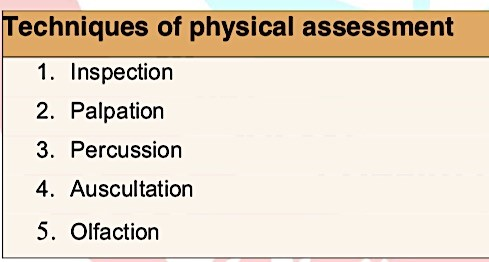 Techniques of physical assessment
1. Inspection
2. Palpation
3. Percussion
4. Auscultation
5. Olfaction